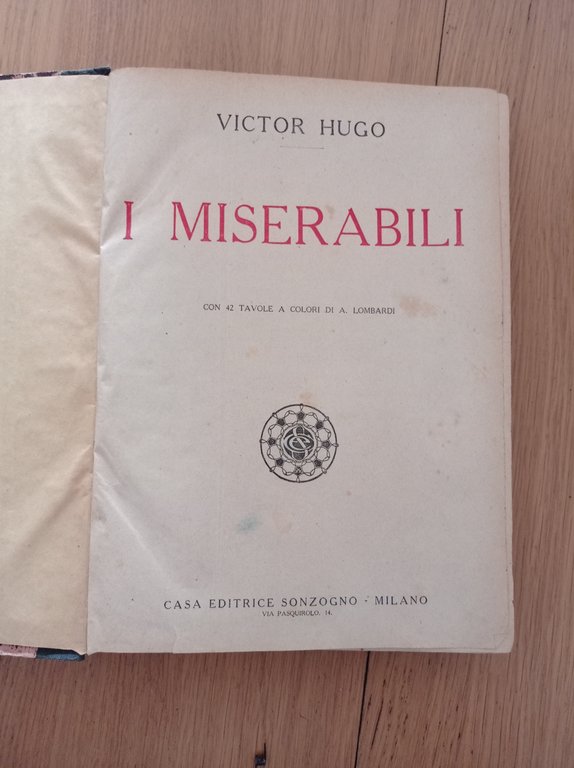 VICTOR HUGO
I MISERABILI
CON 42 TAVOLE A COLORI DI A. LOMBARDI
CASA EDITRICE SONZOGNO - MILANO
VIA PASQUIROLO, 14.